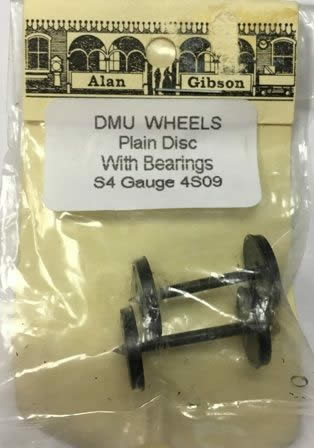 Alan Gibson
DMU WHEELS
Plain Disc
With Bearings
S4 Gauge 4S09